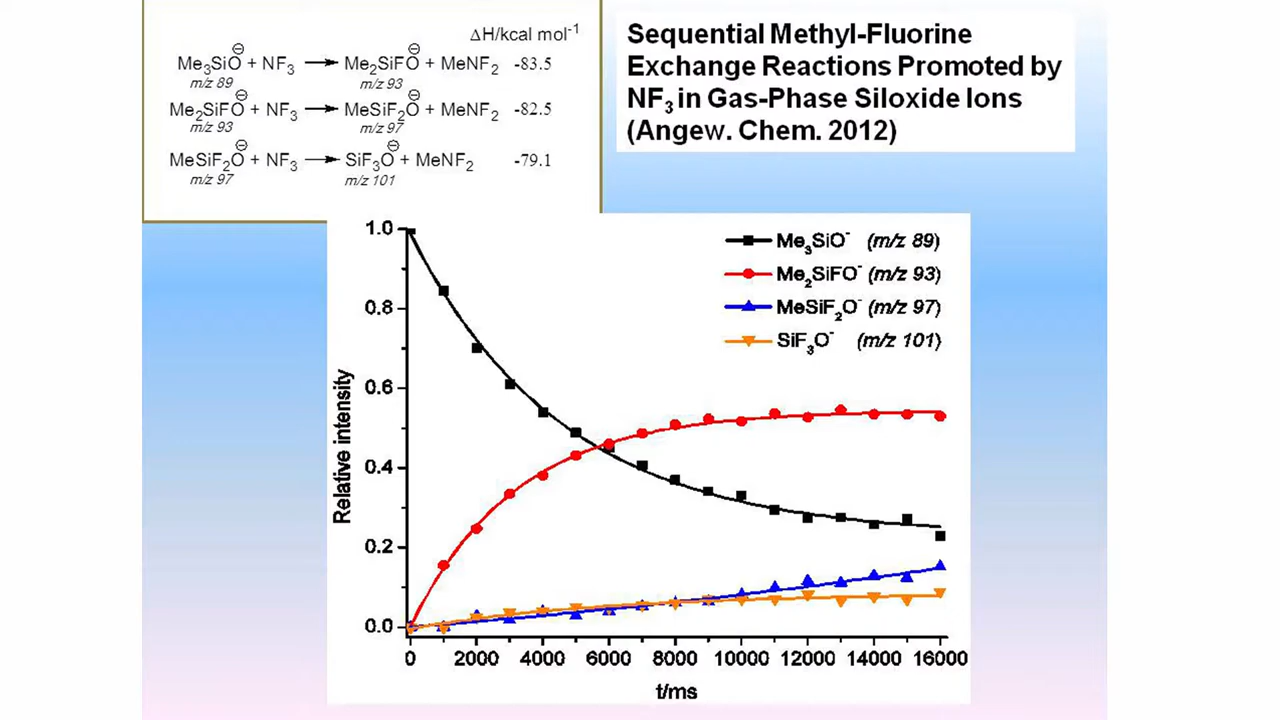 ΔH/kcal mol⁻¹
Me₃SiO⊖ + NF₃ → Me₂SiFO⊖ + MeNF₂ -83.5
m/z 89 m/z 93
Me₂SiFO⊖ + NF₃ → MeSiF₂O⊖ + MeNF₂ -82.5
m/z 93 m/z 97
MeSiF₂O⊖ + NF₃ → SiF₃O⊖ + MeNF₂ -79.1
m/z 97 m/z 101
Sequential Methyl-Fluorine
Exchange Reactions Promoted by
NF₃ in Gas-Phase Siloxide Ions
(Angew. Chem. 2012)
Me₃SiO⁻ (m/z 89)
Me₂SiFO⁻ (m/z 93)
MeSiF₂O⁻ (m/z 97)
SiF₃O⁻ (m/z 101)
Relative intensity
1.0
0.8
0.6
0.4
0.2
0.0
0 2000 4000 6000 8000 10000 12000 14000 16000
t/ms